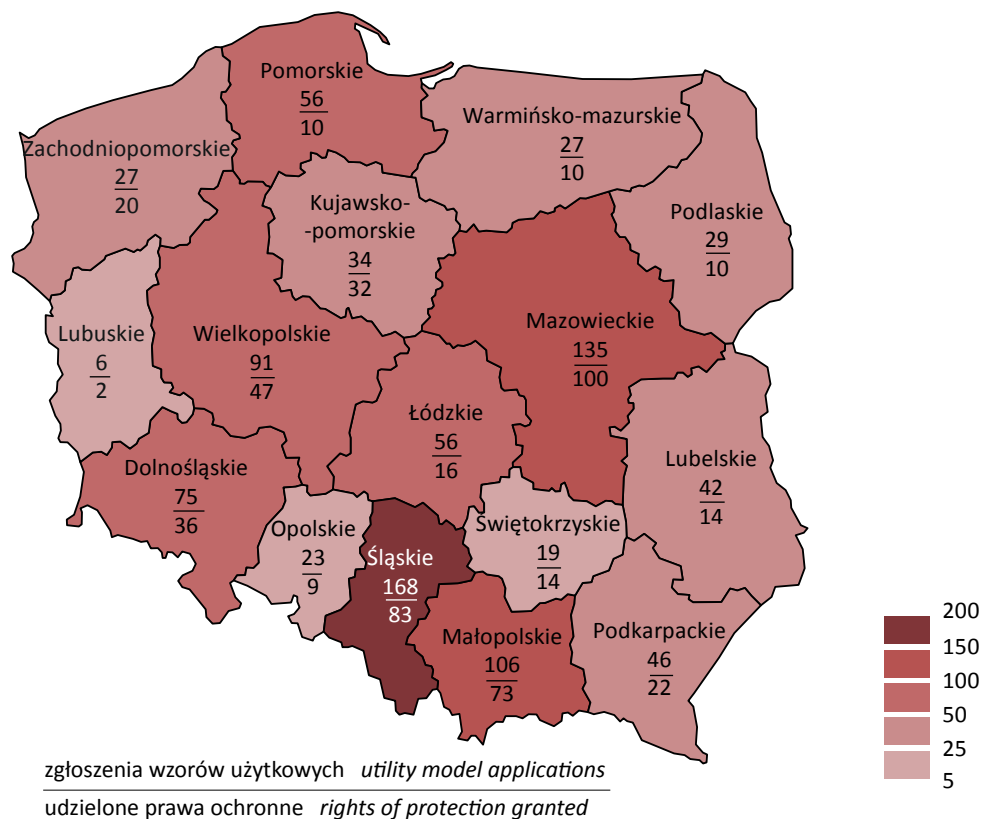 Pomorskie
56
10
Warmińsko-mazurskie
27
10
Zachodniopomorskie
27
20
Kujawsko-
-pomorskie
34
32
Podlaskie
29
10
Lubuskie
6
2
Wielkopolskie
91
47
Mazowieckie
135
100
Łódzkie
56
16
Dolnośląskie
75
36
Lubelskie
42
14
Opolskie
23
9
Śląskie
168
83
Świętokrzyskie
19
14
Małopolskie
106
73
Podkarpackie
46
22
200
150
100
50
25
5
zgłoszenia wzorów użytkowych utility model applications
udzielone prawa ochronne rights of protection granted